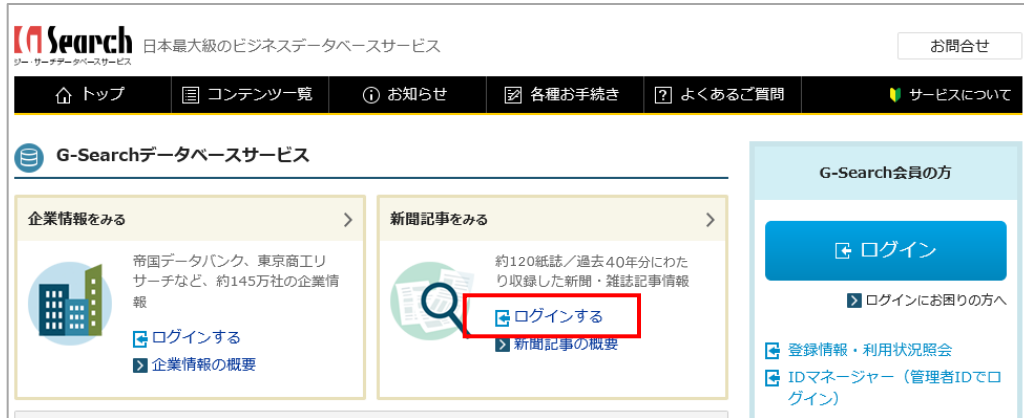 G Search
ジー・サーチデータベースサービス
日本最大級のビジネスデータベースサービス
お問合せ
トップ
コンテンツ一覧
お知らせ
各種お手続き
よくあるご質問
サービスについて
G-Searchデータベースサービス
企業情報をみる
帝国データバンク、東京商工リ
サーチなど、約145万社の企業情
報
ログインする
企業情報の概要
新聞記事をみる
約120紙誌／過去40年分にわた
り収録した新聞・雑誌記事情報
ログインする
新聞記事の概要
G-Search会員の方
ログイン
ログインにお困りの方へ
登録情報・利用状況照会
IDマネージャー（管理者IDでロ
グイン）